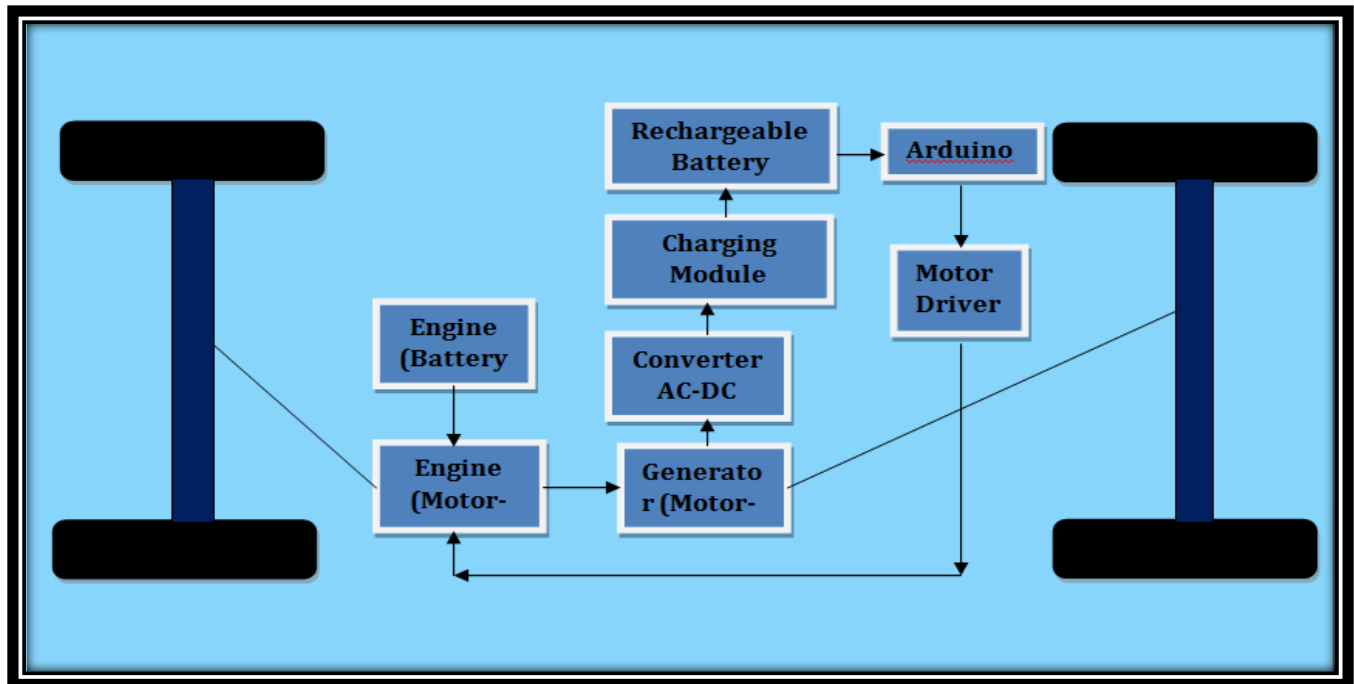 Rechargeable
Battery
Arduino
Charging
Module
Motor
Driver
Engine
(Battery
Converter
AC-DC
Engine
(Motor-
Generato
r (Motor-